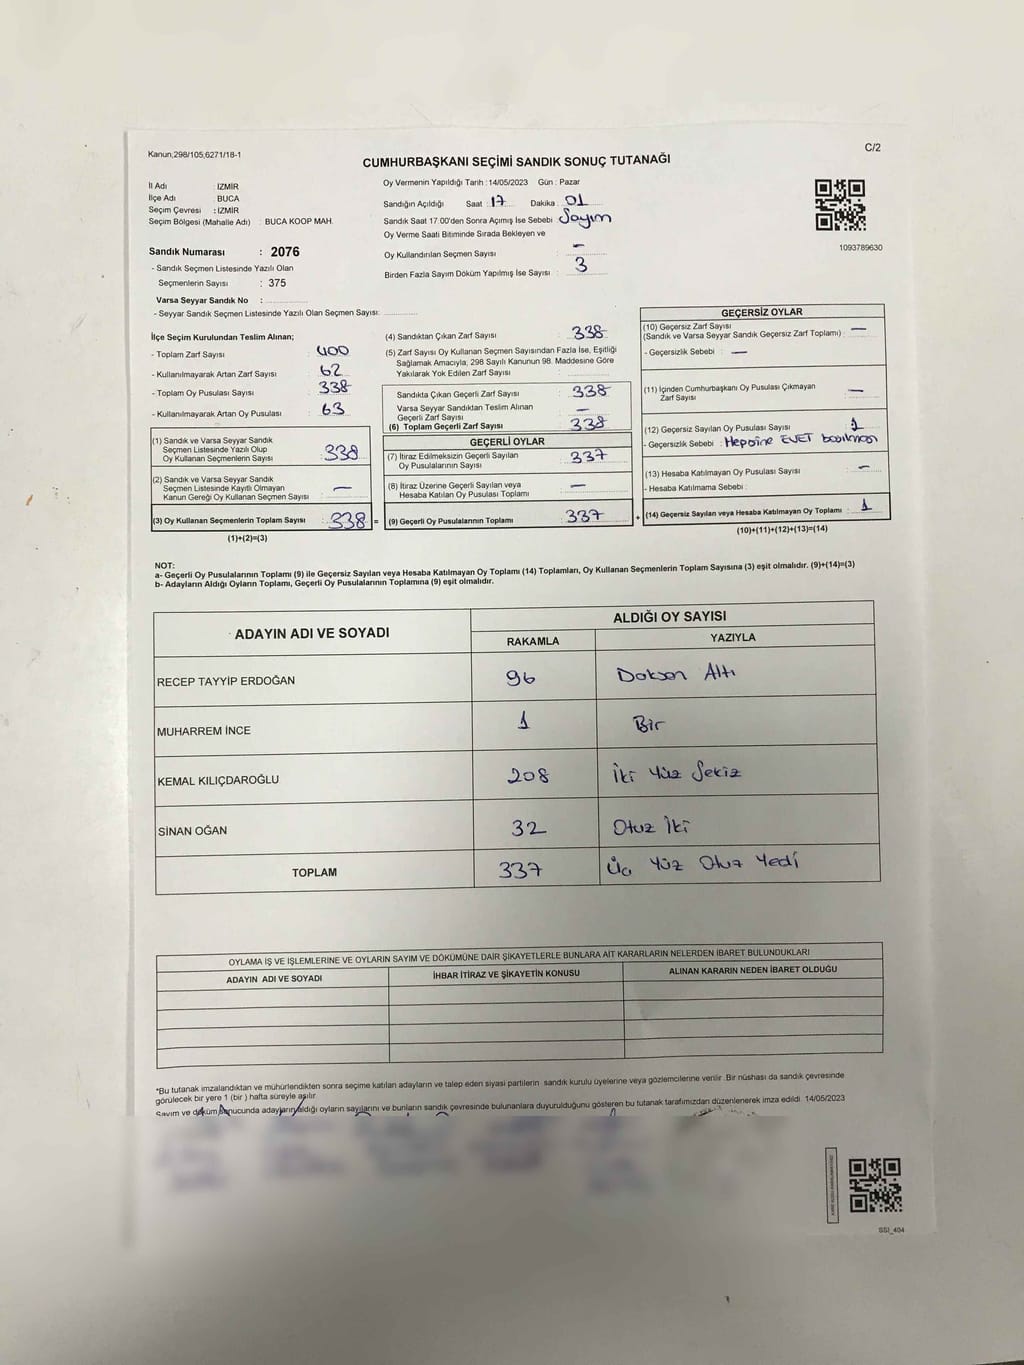 Kanun,298/105,6271/18-1
C/2
CUMHURBAŞKANI SEÇİMİ SANDIK SONUÇ TUTANAĞI
İl Adı : İZMİR
İlçe Adı : BUCA
Seçim Çevresi : İZMİR
Seçim Bölgesi (Mahalle Adı) : BUCA KOOP MAH.
Oy Vermenin Yapıldığı Tarih : 14/05/2023 Gün : Pazar
Sandığın Açıldığı Saat : 17 Dakika : 01
Sandık Saat 17:00'den Sonra Açımış İse Sebebi : Sayım
Oy Verme Saati Bitiminde Sırada Bekleyen ve
Oy Kullandırılan Seçmen Sayısı : —
Birden Fazla Sayım Döküm Yapılmış İse Sayısı : 3
1093789630
Sandık Numarası : 2076
- Sandık Seçmen Listesinde Yazılı Olan
Seçmenlerin Sayısı : 375
Varsa Seyyar Sandık No :
- Seyyar Sandık Seçmen Listesinde Yazılı Olan Seçmen Sayısı:
İlçe Seçim Kurulundan Teslim Alınan;
- Toplam Zarf Sayısı : 400
- Kullanılmayarak Artan Zarf Sayısı : 62
- Toplam Oy Pusulası Sayısı : 338
- Kullanılmayarak Artan Oy Pusulası : 63
(1) Sandık ve Varsa Seyyar Sandık
Seçmen Listesinde Yazılı Olup
Oy Kullanan Seçmenlerin Sayısı : 338
(2) Sandık ve Varsa Seyyar Sandık
Seçmen Listesinde Kayıtlı Olmayan
Kanun Gereği Oy Kullanan Seçmen Sayısı : —
(3) Oy Kullanan Seçmenlerin Toplam Sayısı : 338 =
(1)+(2)=(3)
(4) Sandıktan Çıkan Zarf Sayısı : 338
(5) Zarf Sayısı Oy Kullanan Seçmen Sayısından Fazla İse, Eşitliği
Sağlamak Amacıyla, 298 Sayılı Kanunun 98. Maddesine Göre
Yakılarak Yok Edilen Zarf Sayısı :
Sandıkta Çıkan Geçerli Zarf Sayısı : 338
Varsa Seyyar Sandıktan Teslim Alınan
Geçerli Zarf Sayısı : —
(6) Toplam Geçerli Zarf Sayısı : 338
GEÇERLİ OYLAR
(7) İtiraz Edilmeksizin Geçerli Sayılan
Oy Pusulalarının Sayısı : 337
(8) İtiraz Üzerine Geçerli Sayılan veya
Hesaba Katılan Oy Pusulası Toplamı : —
(9) Geçerli Oy Pusulalarının Toplamı : 337 +
GEÇERSİZ OYLAR
(10) Geçersiz Zarf Sayısı
(Sandık ve Varsa Seyyar Sandık Geçersiz Zarf Toplamı) : —
- Geçersizlik Sebebi : —
(11) İçinden Cumhurbaşkanı Oy Pusulası Çıkmayan
Zarf Sayısı : —
(12) Geçersiz Sayılan Oy Pusulası Sayısı : 1
- Geçersizlik Sebebi : Hepsine EVET basılması
(13) Hesaba Katılmayan Oy Pusulası Sayısı : —
- Hesaba Katılmama Sebebi :
(14) Geçersiz Sayılan veya Hesaba Katılmayan Oy Toplamı : 1
(10)+(11)+(12)+(13)=(14)
NOT:
a- Geçerli Oy Pusulalarının Toplamı (9) ile Geçersiz Sayılan veya Hesaba Katılmayan Oy Toplamı (14) Toplamları, Oy Kullanan Seçmenlerin Toplam Sayısına (3) eşit olmalıdır. (9)+(14)=(3)
b- Adayların Aldığı Oyların Toplamı, Geçerli Oy Pusulalarının Toplamına (9) eşit olmalıdır.
ADAYIN ADI VE SOYADI
ALDIĞI OY SAYISI
RAKAMLA YAZIYLA
RECEP TAYYİP ERDOĞAN 96 Doksan Altı
MUHARREM İNCE 1 Bir
KEMAL KILIÇDAROĞLU 208 İki Yüz Sekiz
SİNAN OĞAN 32 Otuz İki
TOPLAM 337 Üç Yüz Otuz Yedi
OYLAMA İŞ VE İŞLEMLERİNE VE OYLARIN SAYIM VE DÖKÜMÜNE DAİR ŞİKAYETLERLE BUNLARA AİT KARARLARIN NELERDEN İBARET BULUNDUKLARI
ADAYIN ADI VE SOYADI İHBAR İTİRAZ VE ŞİKAYETİN KONUSU ALINAN KARARIN NEDEN İBARET OLDUĞU
*Bu tutanak imzalandıktan ve mühürlendikten sonra seçime katılan adayların ve talep eden siyasi partilerin sandık kurulu üyelerine veya gözlemcilerine verilir. Bir nüshası da sandık çevresinde
görülecek bir yere 1 (bir ) hafta süreyle asılır.
Sayım ve döküm sonucunda adayların aldığı oyların sayılarını ve bunların sandık çevresinde bulunanlara duyurulduğunu gösteren bu tutanak tarafımızdan düzenlenerek imza edildi. 14/05/2023
SSI_404